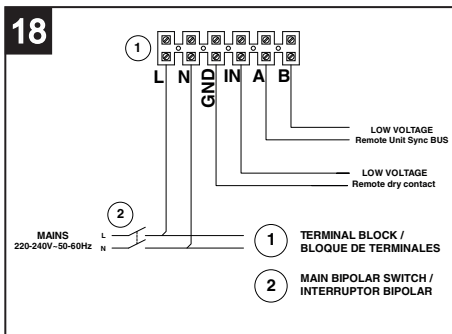 18
1
L N GND IN A B
LOW VOLTAGE
Remote Unit Sync BUS
LOW VOLTAGE
Remote dry contact
2
MAINS
220-240V~50-60Hz
L
N
1 TERMINAL BLOCK /
BLOQUE DE TERMINALES
2 MAIN BIPOLAR SWITCH /
INTERRUPTOR BIPOLAR